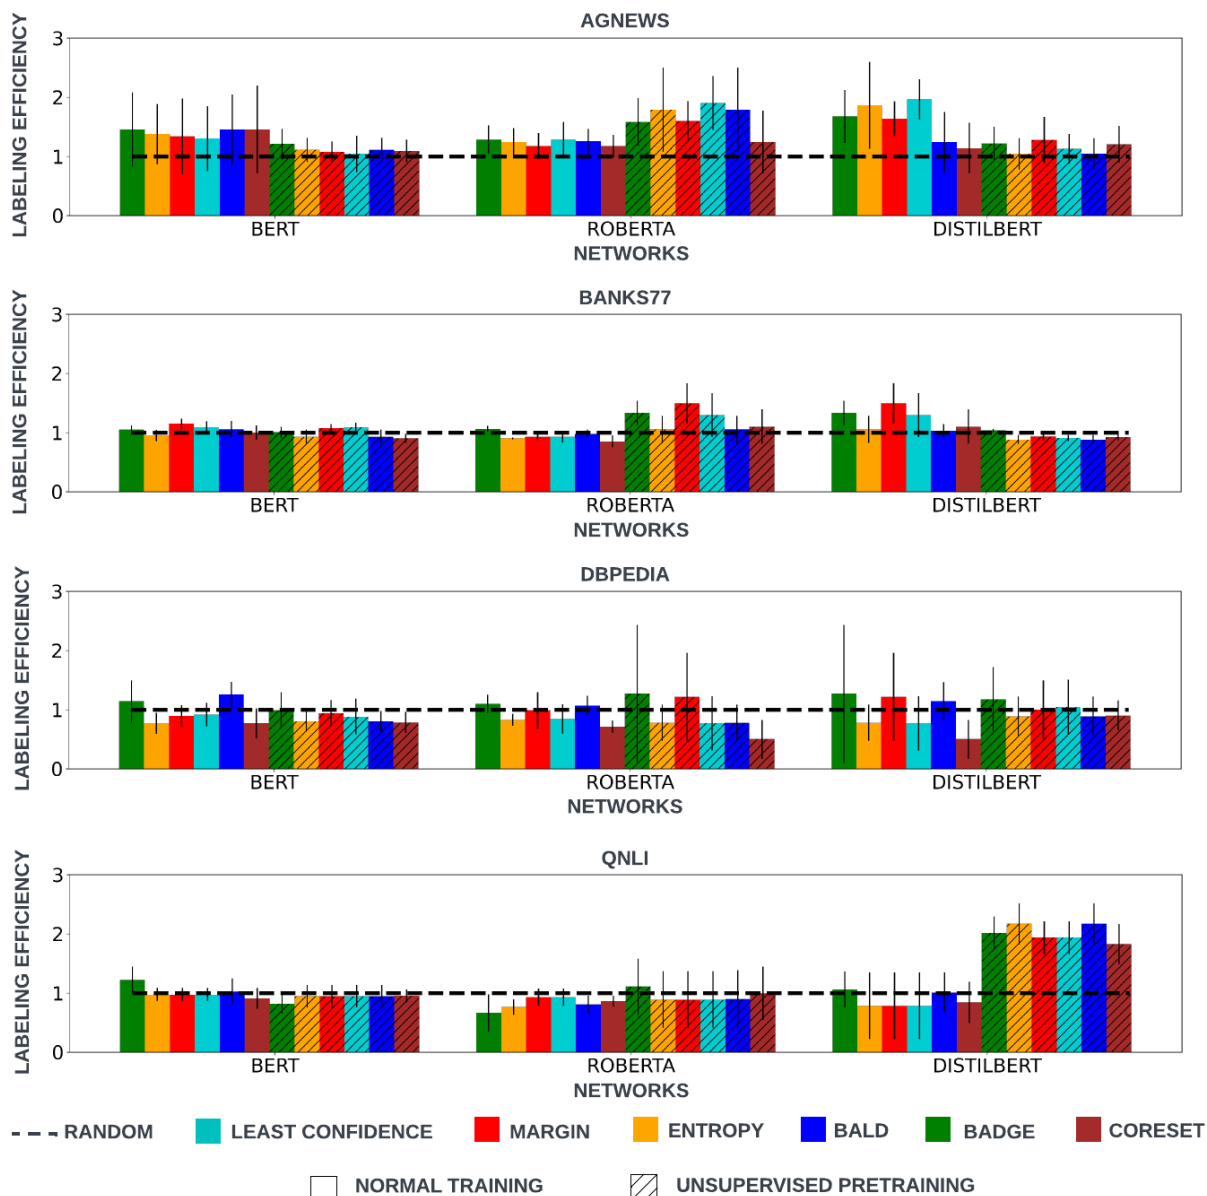 AGNEWS
LABELING EFFICIENCY
3
2
1
0
BERT ROBERTA DISTILBERT
NETWORKS
BANKS77
LABELING EFFICIENCY
3
2
1
0
BERT ROBERTA DISTILBERT
NETWORKS
DBPEDIA
LABELING EFFICIENCY
3
2
1
0
BERT ROBERTA DISTILBERT
NETWORKS
QNLI
LABELING EFFICIENCY
3
2
1
0
BERT ROBERTA DISTILBERT
NETWORKS
RANDOM LEAST CONFIDENCE MARGIN ENTROPY BALD BADGE CORESET
NORMAL TRAINING UNSUPERVISED PRETRAINING